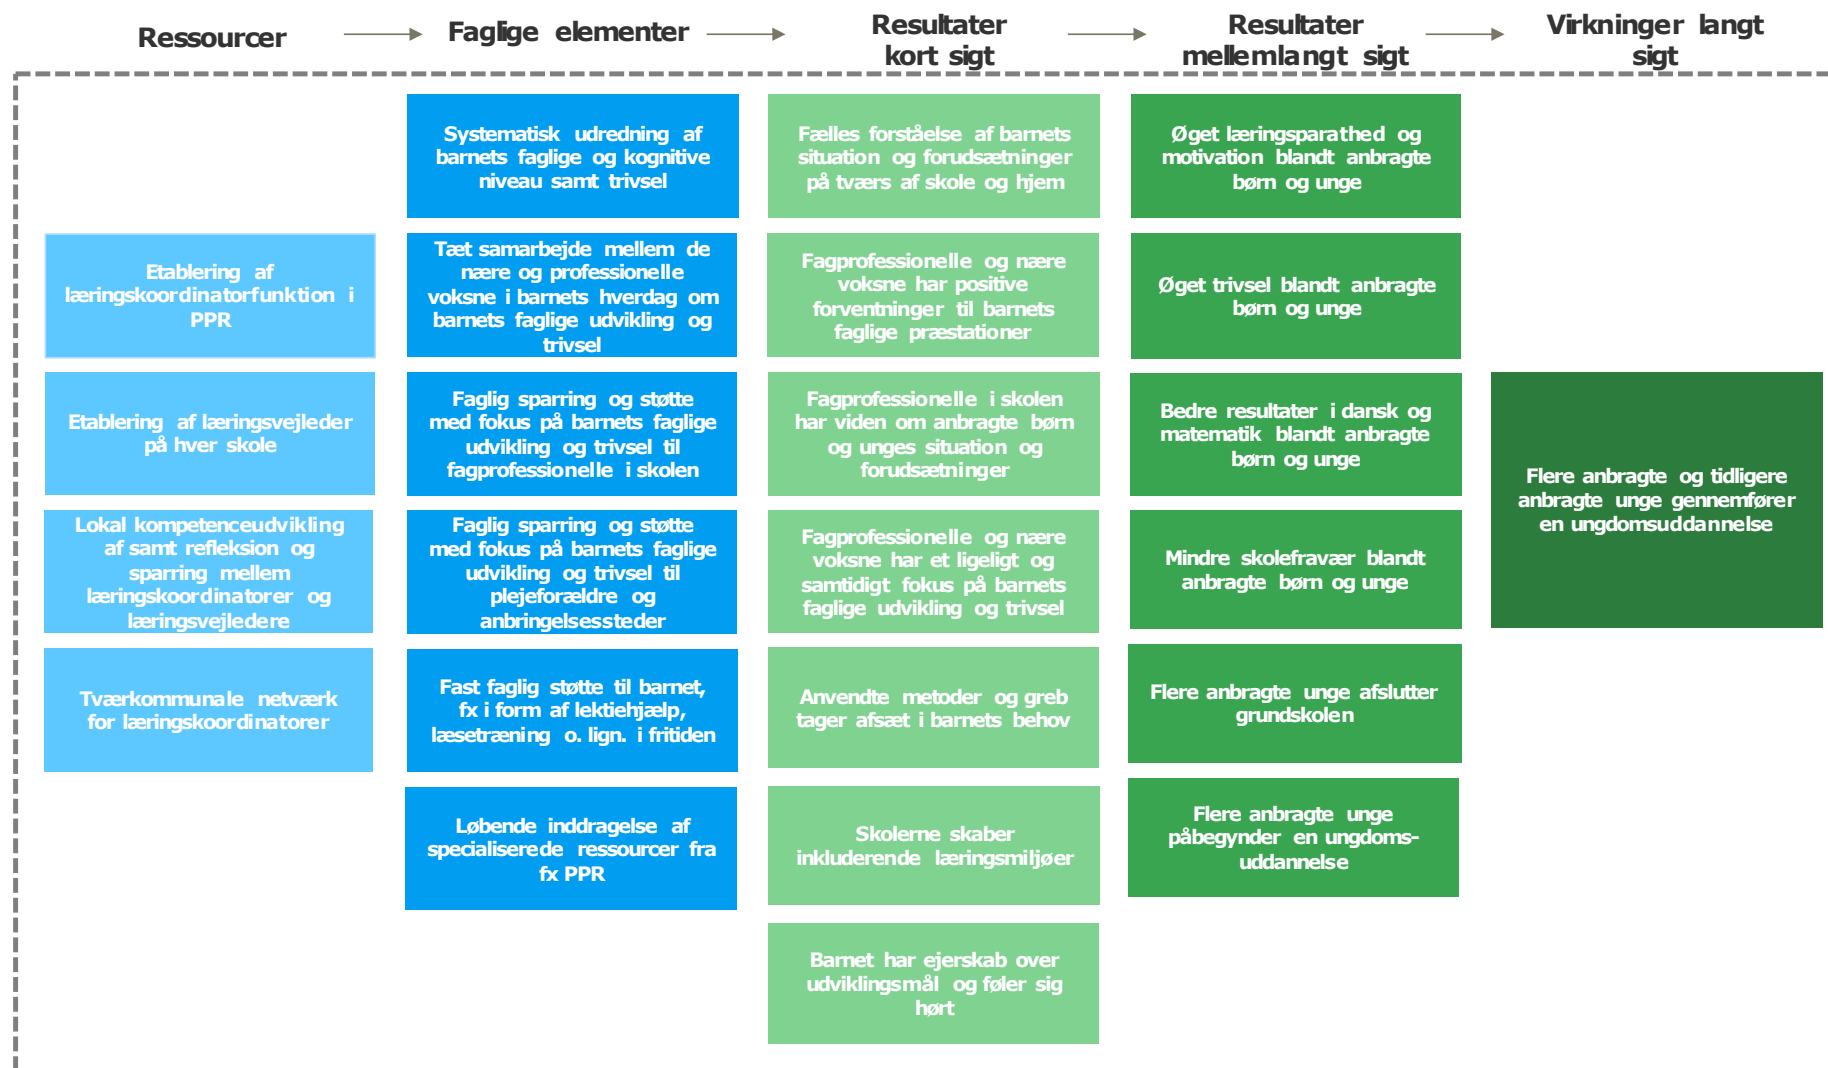 Ressourcer
Faglige elementer
Resultater
kort sigt
Resultater
mellemlangt sigt
Virkninger langt
sigt
Etablering af
læringskoordinatorfunktion i
PPR
Etablering af læringsvejleder
på hver skole
Lokal kompetenceudvikling
af samt refleksion og
sparring mellem
læringskoordinatorer og
læringsvejledere
Tværkommunale netværk
for læringskoordinatorer
Systematisk udredning af
barnets faglige og kognitive
niveau samt trivsel
Tæt samarbejde mellem de
nære og professionelle
voksne i barnets hverdag om
barnets faglige udvikling og
trivsel
Faglig sparring og støtte
med fokus på barnets faglige
udvikling og trivsel til
fagprofessionelle i skolen
Faglig sparring og støtte
med fokus på barnets faglige
udvikling og trivsel til
plejeforældre og
anbringelsessteder
Fast faglig støtte til barnet,
fx i form af lektiehjælp,
læsetræning o. lign. i fritiden
Løbende inddragelse af
specialiserede ressourcer fra
fx PPR
Fælles forståelse af barnets
situation og forudsætninger
på tværs af skole og hjem
Fagprofessionelle og nære
voksne har positive
forventninger til barnets
faglige præstationer
Fagprofessionelle i skolen
har viden om anbragte børn
og unges situation og
forudsætninger
Fagprofessionelle og nære
voksne har et ligeligt og
samtidigt fokus på barnets
faglige udvikling og trivsel
Anvendte metoder og greb
tager afsæt i barnets behov
Skolerne skaber
inkluderende læringsmiljøer
Barnet har ejerskab over
udviklingsmål og føler sig
hørt
Øget læringsparathed og
motivation blandt anbragte
børn og unge
Øget trivsel blandt anbragte
børn og unge
Bedre resultater i dansk og
matematik blandt anbragte
børn og unge
Mindre skolefravær blandt
anbragte børn og unge
Flere anbragte unge afslutter
grundskolen
Flere anbragte unge
påbegynder en ungdoms-
uddannelse
Flere anbragte og tidligere
anbragte unge gennemfører
en ungdomsuddannelse